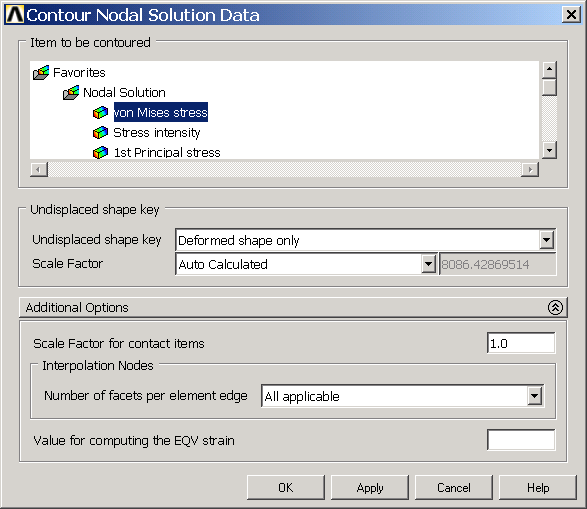 Contour Nodal Solution Data
Item to be contoured
Favorites
Nodal Solution
von Mises stress
Stress intensity
1st Principal stress
Undisplaced shape key
Undisplaced shape key Deformed shape only
Scale Factor Auto Calculated 8086.42869514
Additional Options
Scale Factor for contact items 1.0
Interpolation Nodes
Number of facets per element edge All applicable
Value for computing the EQV strain
OK Apply Cancel Help